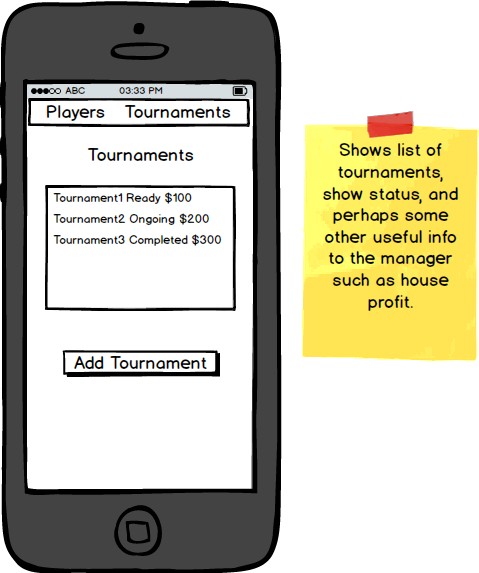 ABC 03:33 PM
Players Tournaments
Tournaments
Tournament1 Ready $100
Tournament2 Ongoing $200
Tournament3 Completed $300
Add Tournament
Shows list of
tournaments,
show status, and
perhaps some
other useful info
to the manager
such as house
profit.